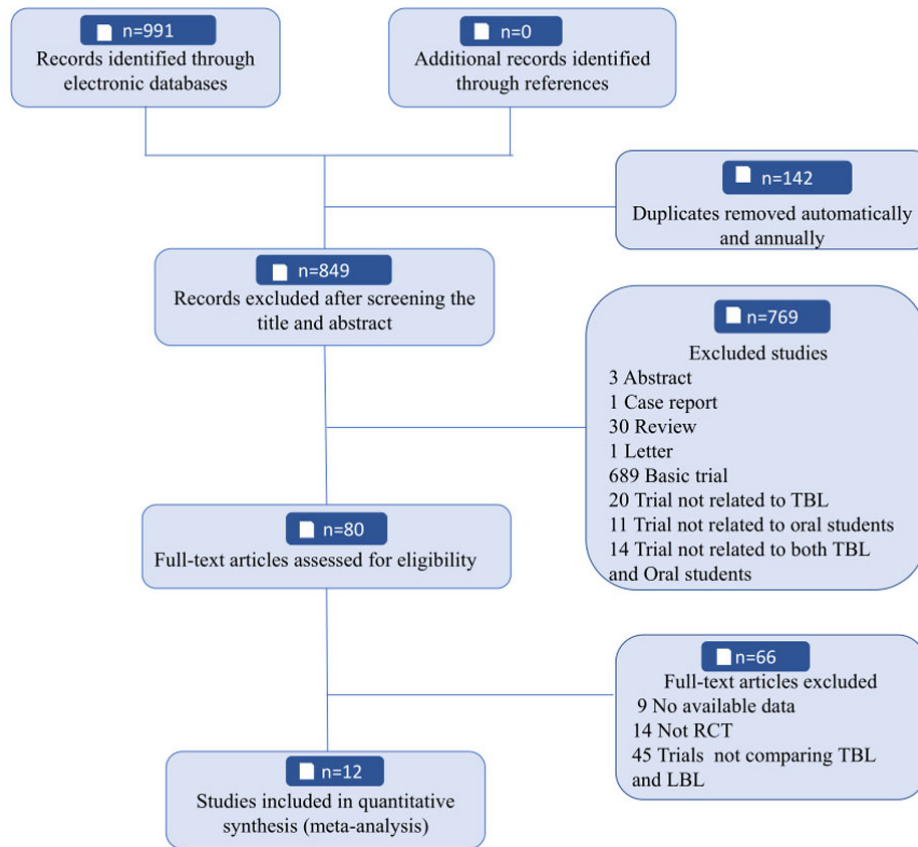 n=991
Records identified through
electronic databases
n=0
Additional records identified
through references
n=142
Duplicates removed automatically
and annually
n=849
Records excluded after screening the
title and abstract
n=769
Excluded studies
3 Abstract
1 Case report
30 Review
1 Letter
689 Basic trial
20 Trial not related to TBL
11 Trial not related to oral students
14 Trial not related to both TBL
and Oral students
n=80
Full-text articles assessed for eligibility
n=66
Full-text articles excluded
9 No available data
14 Not RCT
45 Trials not comparing TBL
and LBL
n=12
Studies included in quantitative
synthesis (meta-analysis)